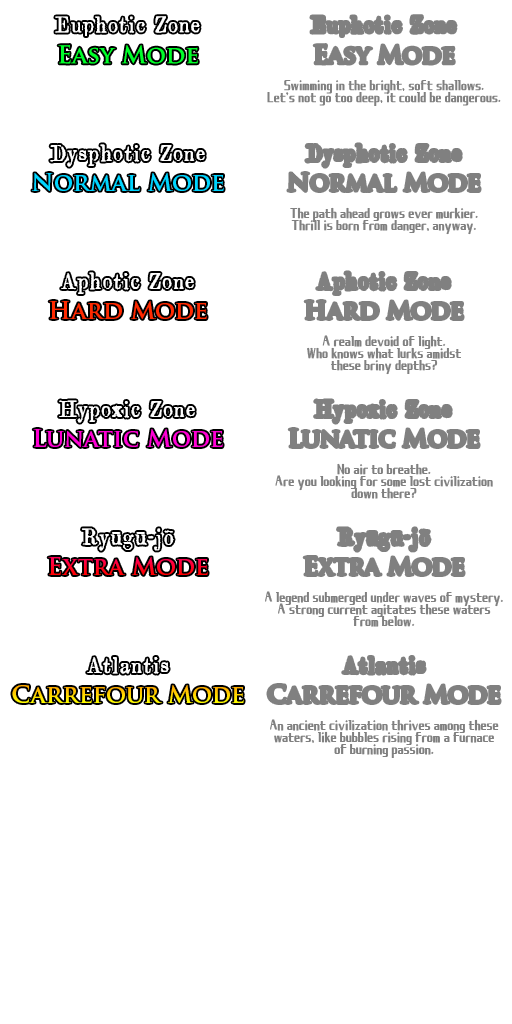 Euphotic Zone
Easy Mode
Euphotic Zone
Easy Mode
Swimming in the bright, soft shallows.
Let's not go too deep, it could be dangerous.
Dysphotic Zone
Normal Mode
Dysphotic Zone
Normal Mode
The path ahead grows ever murkier.
Thrill is born from danger, anyway.
Aphotic Zone
Hard Mode
Aphotic Zone
Hard Mode
A realm devoid of light.
Who knows what lurks amidst
these briny depths?
Hypoxic Zone
Lunatic Mode
Hypoxic Zone
Lunatic Mode
No air to breathe.
Are you looking for some lost civilization
down there?
Ryūgū-jō
Extra Mode
Ryūgū-jō
Extra Mode
A legend submerged under waves of mystery.
A strong current agitates these waters
from below.
Atlantis
Carrefour Mode
Atlantis
Carrefour Mode
An ancient civilization thrives among these
waters, like bubbles rising from a furnace
of burning passion.